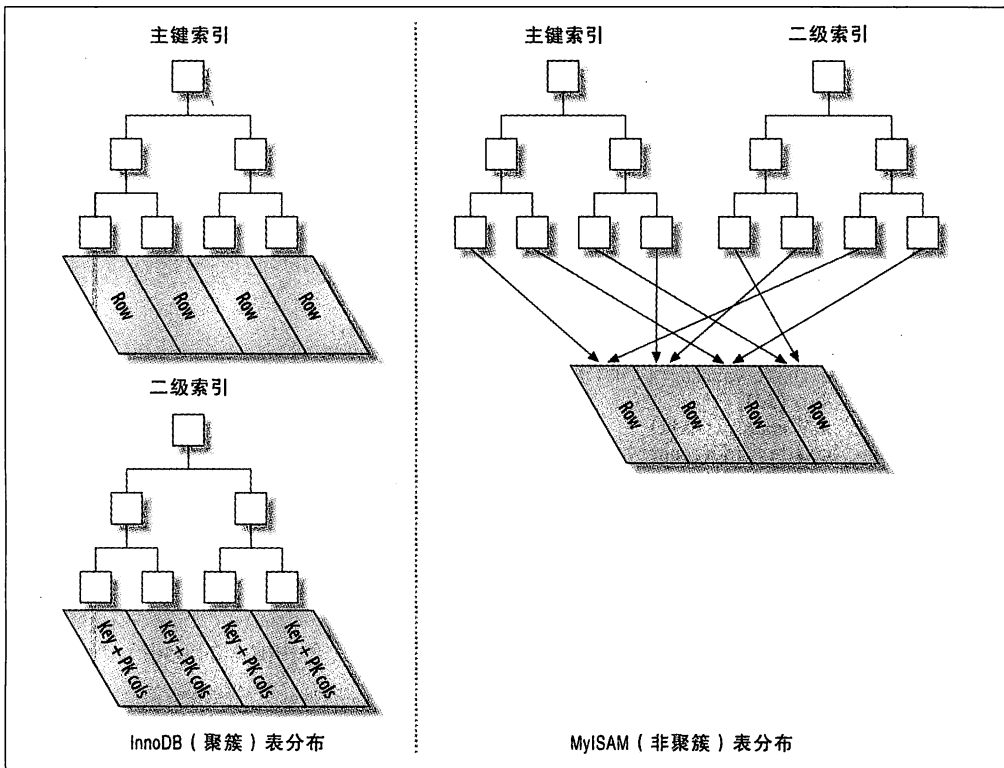 主键索引
Row
Row
Row
Row
二级索引
Key + PK cols
Key + PK cols
Key + PK cols
Key + PK cols
InnoDB（聚簇）表分布
主键索引
二级索引
Row
Row
Row
Row
MyISAM（非聚簇）表分布